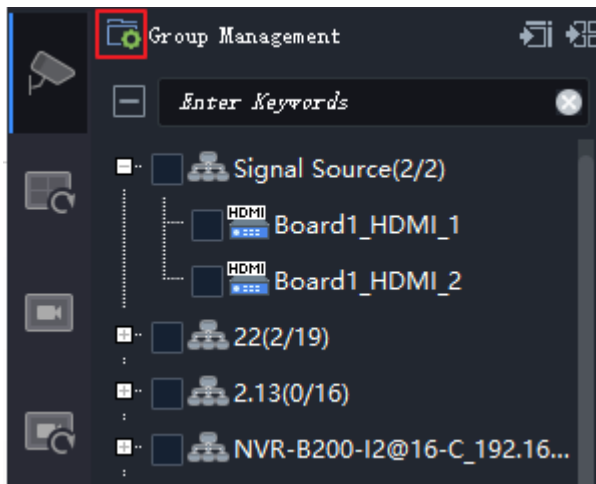 Group Management
Enter Keywords
Signal Source(2/2)
HDMI
Board1_HDMI_1
HDMI
Board1_HDMI_2
22(2/19)
2.13(0/16)
NVR-B200-I2@16-C_192.16...